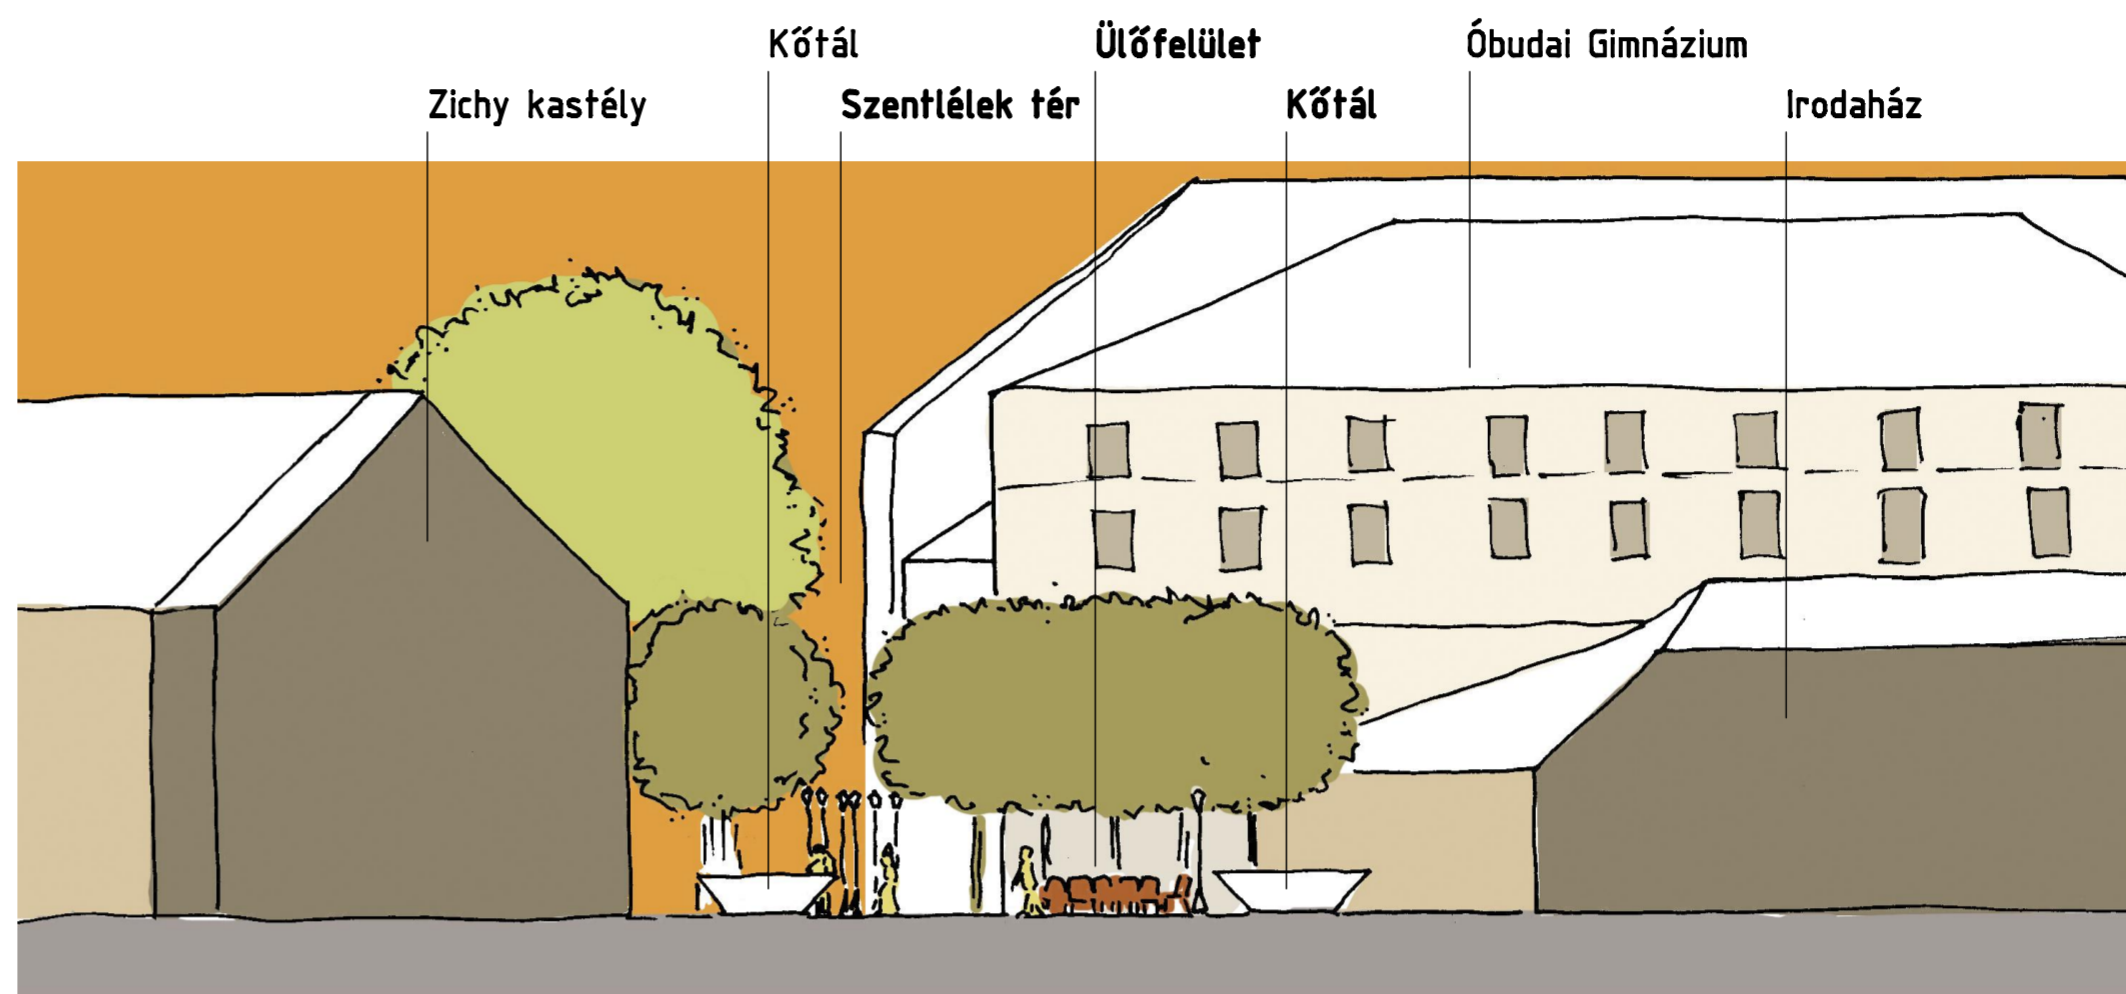 Kőtál
Ülőfelület
Óbudai Gimnázium
Zichy kastély
Szentlélek tér
Kőtál
Irodaház